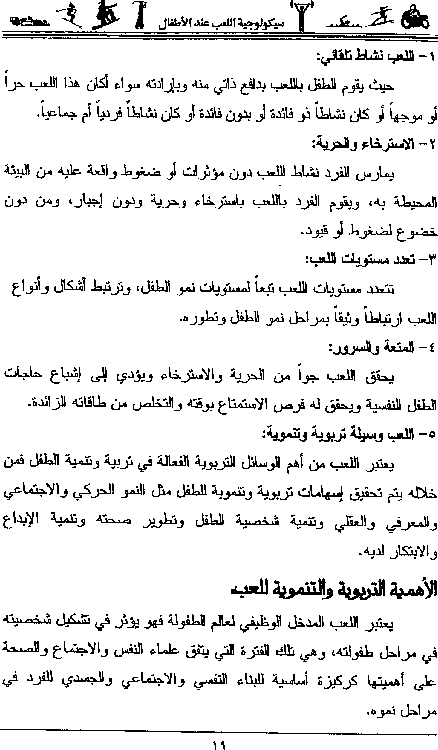 سيكولوجية اللعب عند الأطفال
١- اللعب نشاط تلقائي:
حيث يقوم الطفل باللعب بدافع ذاتي منه وبإرادته سواء أكان هذا اللعب حراً
أو موجهاً أو كان نشاطاً ذو فائدة أو بدون فائدة أو كان نشاطاً فردياً أم جماعياً.
٢- الاسترخاء والحرية:
يمارس الفرد نشاط اللعب دون مؤثرات أو ضغوط واقعة عليه من البيئة
المحيطة به، ويقوم الفرد باللعب باسترخاء وحرية ودون إجبار، ومن دون
خضوع لضغوط أو قيود.
٣- تعدد مستويات اللعب:
تتعدد مستويات اللعب تبعاً لمستويات نمو الطفل، وترتبط أشكال وأنواع
اللعب ارتباطاً وثيقاً بمراحل نمو الطفل وتطوره.
٤- المتعة والسرور:
يحقق اللعب جواً من الحرية والاسترخاء ويؤدي إلى إشباع حاجات
الطفل النفسية ويحقق له فرص الاستمتاع بوقته والتخلص من طاقاته الزائدة.
٥- اللعب وسيلة تربوية وتنموية:
يعتبر اللعب من أهم الوسائل التربوية الفعالة في تربية وتنمية الطفل فمن
خلاله يتم تحقيق إسهامات تربوية وتنموية للطفل مثل النمو الحركي والاجتماعي
والمعرفي والعقلي وتنمية شخصية الطفل وتطوير صحته وتنمية الإبداع
والابتكار لديه.
الأهمية التربوية والتنموية للعب
يعتبر اللعب المدخل الوظيفي لعالم الطفولة فهو يؤثر في تشكيل شخصيته
في مراحل طفولته، وهي تلك الفترة التي يتفق علماء النفس والاجتماع والصحة
على أهميتها كركيزة أساسية للبناء النفسي والاجتماعي والجسدي للفرد في
مراحل نموه.
١٩